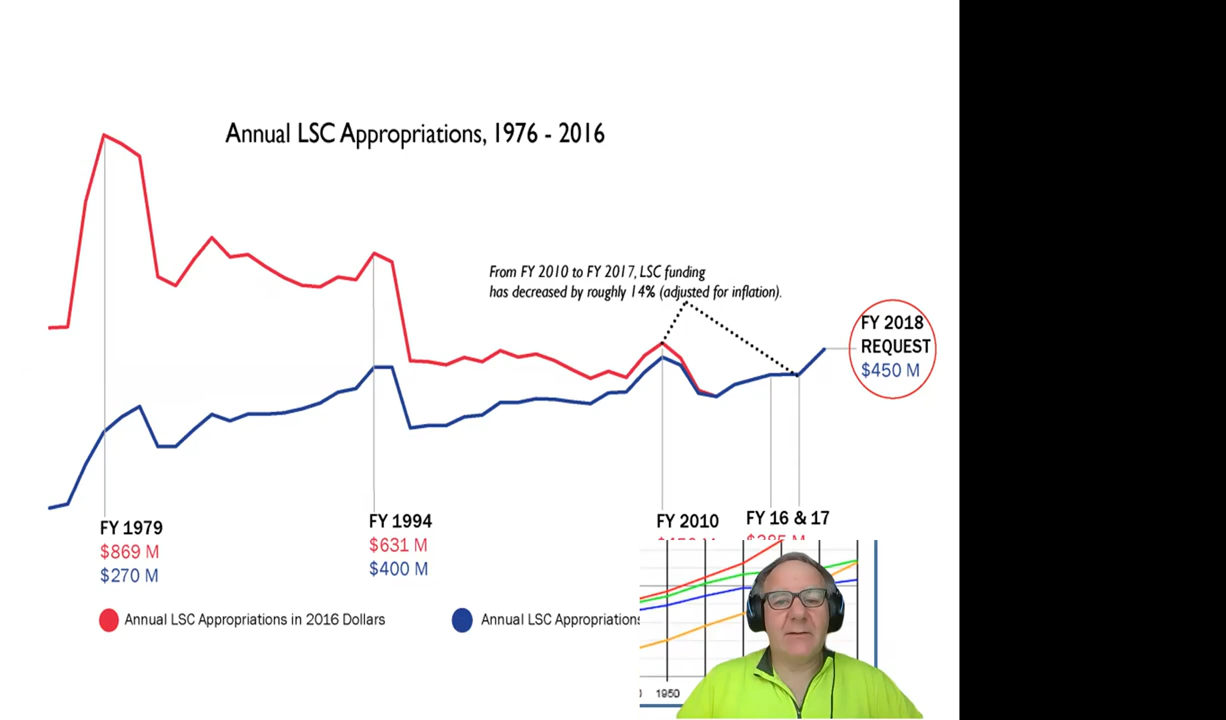 Annual LSC Appropriations, 1976 - 2016
From FY 2010 to FY 2017, LSC funding
has decreased by roughly 14% (adjusted for inflation).
FY 2018
REQUEST
$450 M
FY 1979
$869 M
$270 M
FY 1994
$631 M
$400 M
FY 2010
FY 16 & 17
$385 M
Annual LSC Appropriations in 2016 Dollars
Annual LSC Appropriations
1950